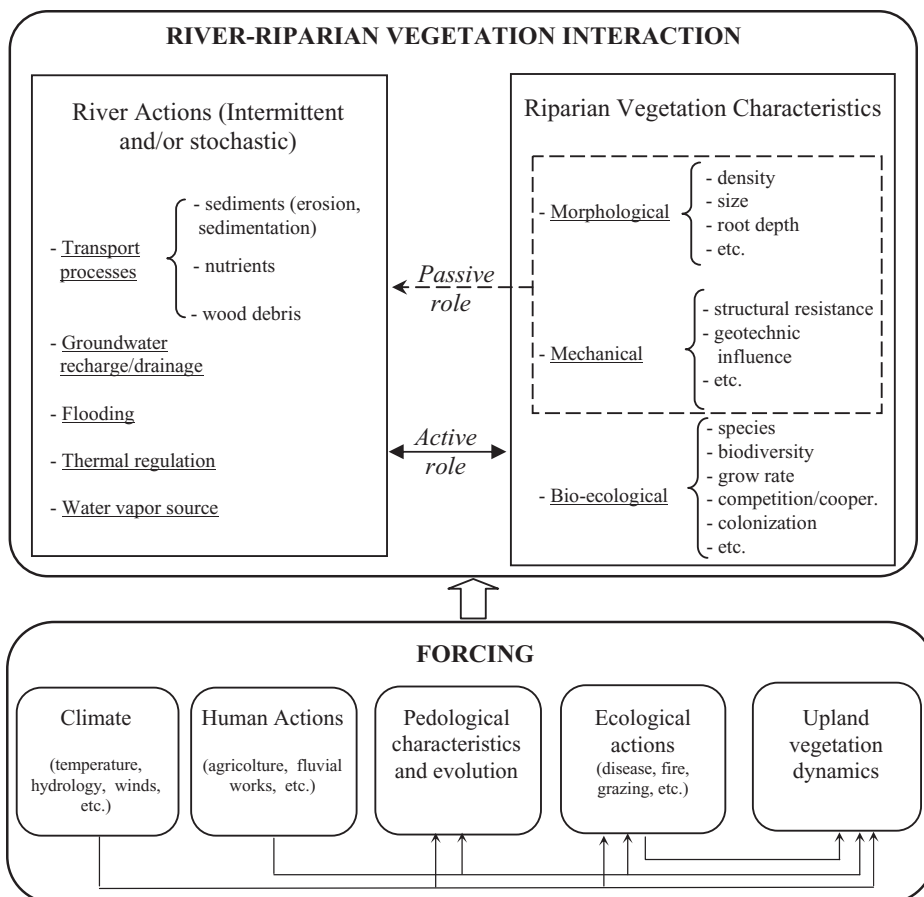 RIVER-RIPARIAN VEGETATION INTERACTION
River Actions (Intermittent
and/or stochastic)
- Transport
processes
- sediments (erosion,
sedimentation)
- nutrients
- wood debris
- Groundwater
recharge/drainage
- Flooding
- Thermal regulation
- Water vapor source
Passive
role
Active
role
Riparian Vegetation Characteristics
- Morphological
- density
- size
- root depth
- etc.
- Mechanical
- structural resistance
- geotechnic
influence
- etc.
- Bio-ecological
- species
- biodiversity
- grow rate
- competition/cooper.
- colonization
- etc.
FORCING
Climate
(temperature,
hydrology, winds,
etc.)
Human Actions
(agricolture, fluvial
works, etc.)
Pedological
characteristics
and evolution
Ecological
actions
(disease, fire,
grazing, etc.)
Upland
vegetation
dynamics